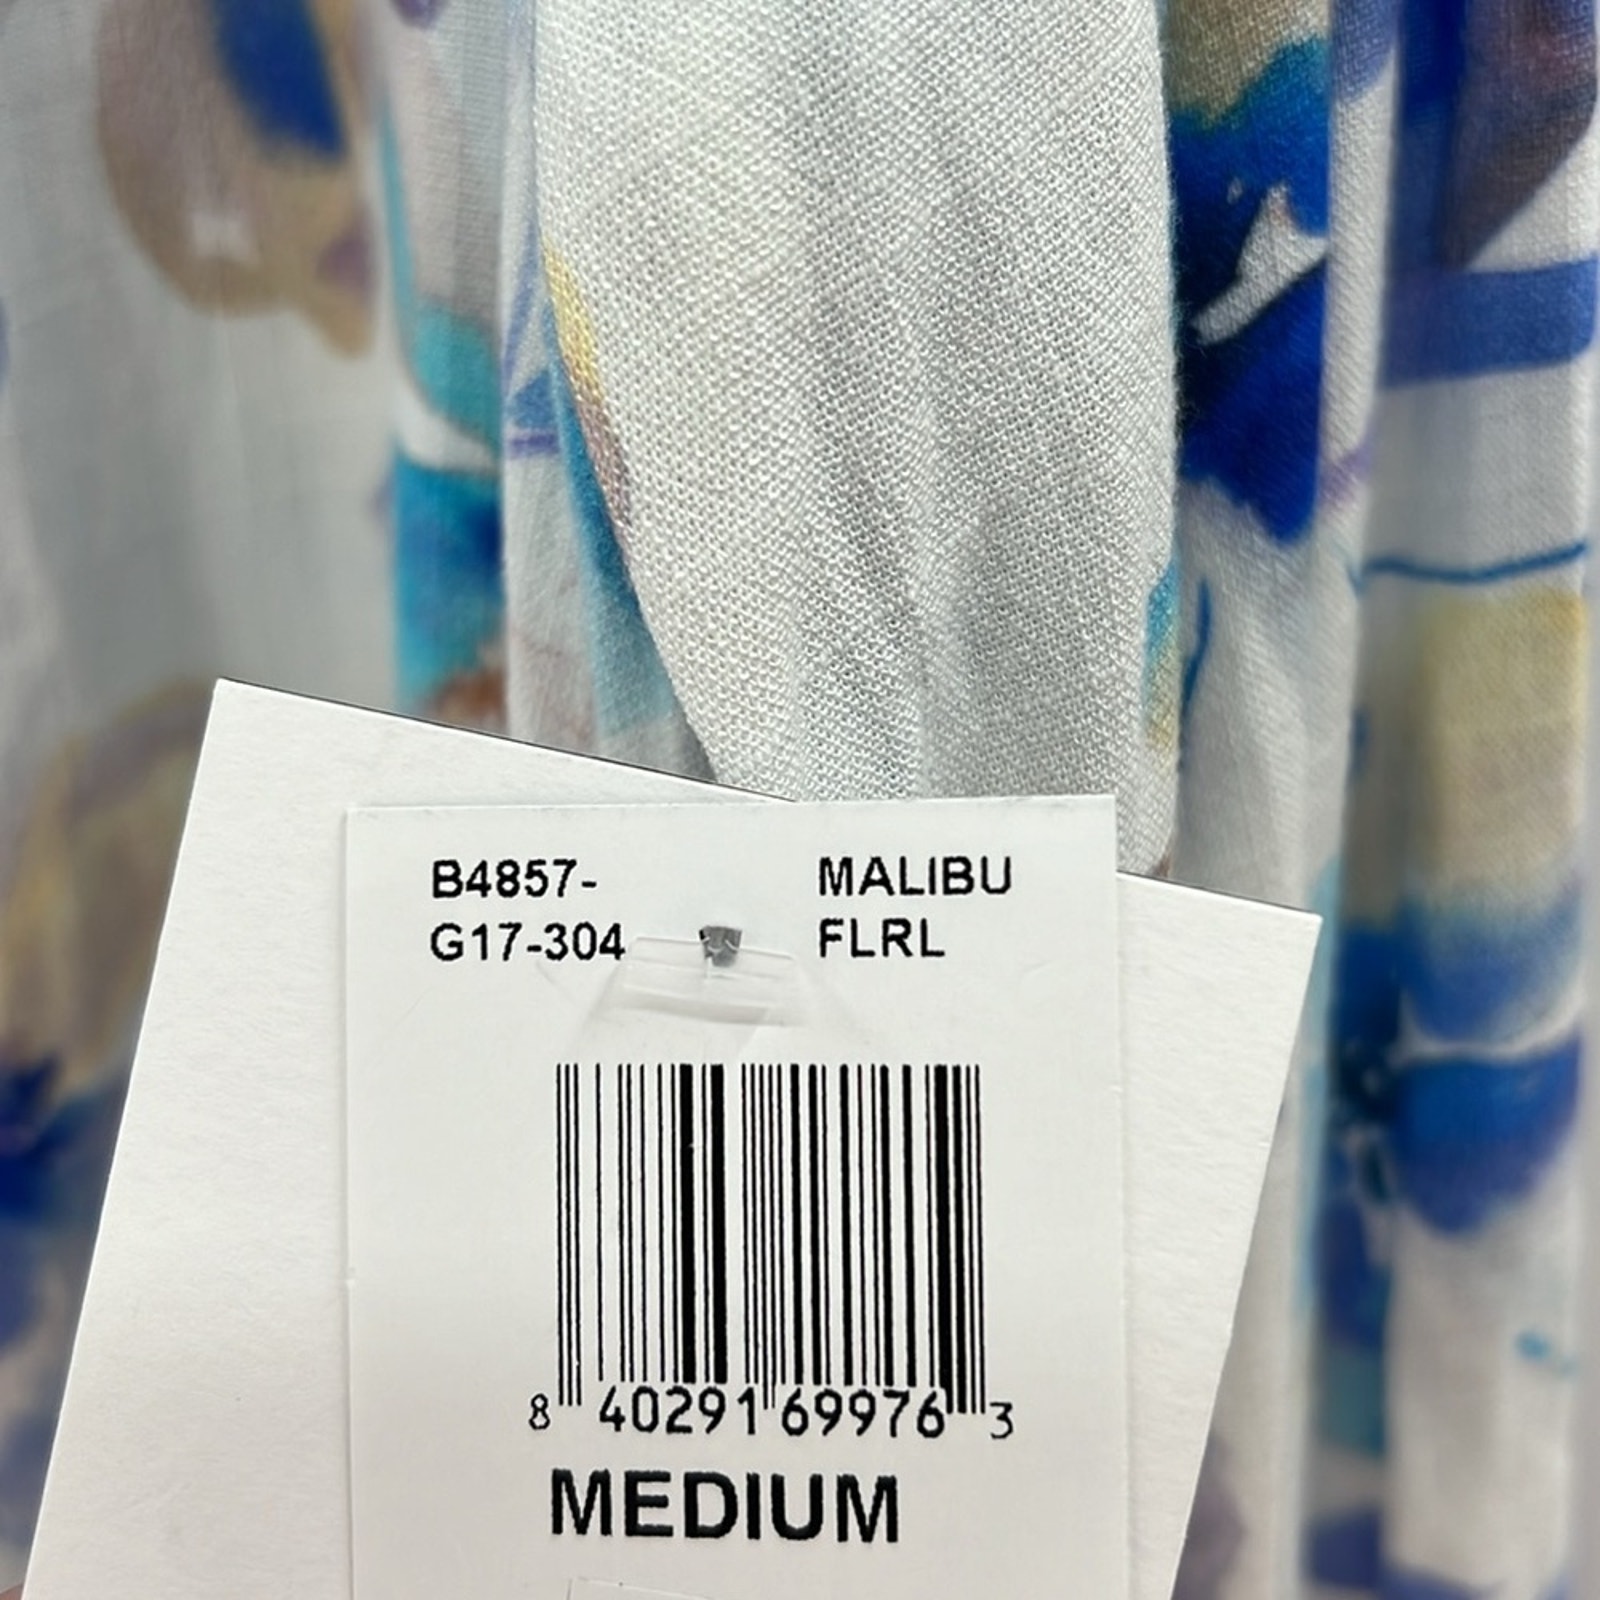 B4857-
G17-304
MALIBU
FLRL
8 40291 69976 3
MEDIUM